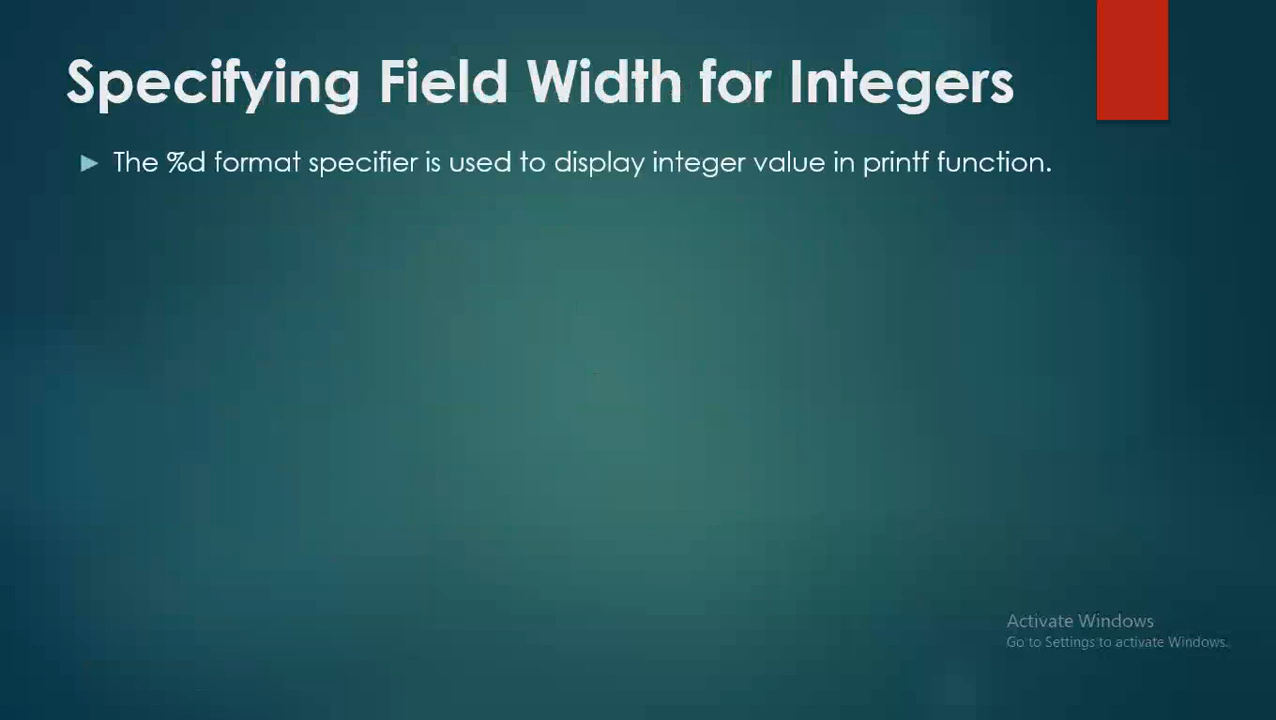 Specifying Field Width for Integers
The %d format specifier is used to display integer value in printf function.
Activate Windows
Go to Settings to activate Windows.